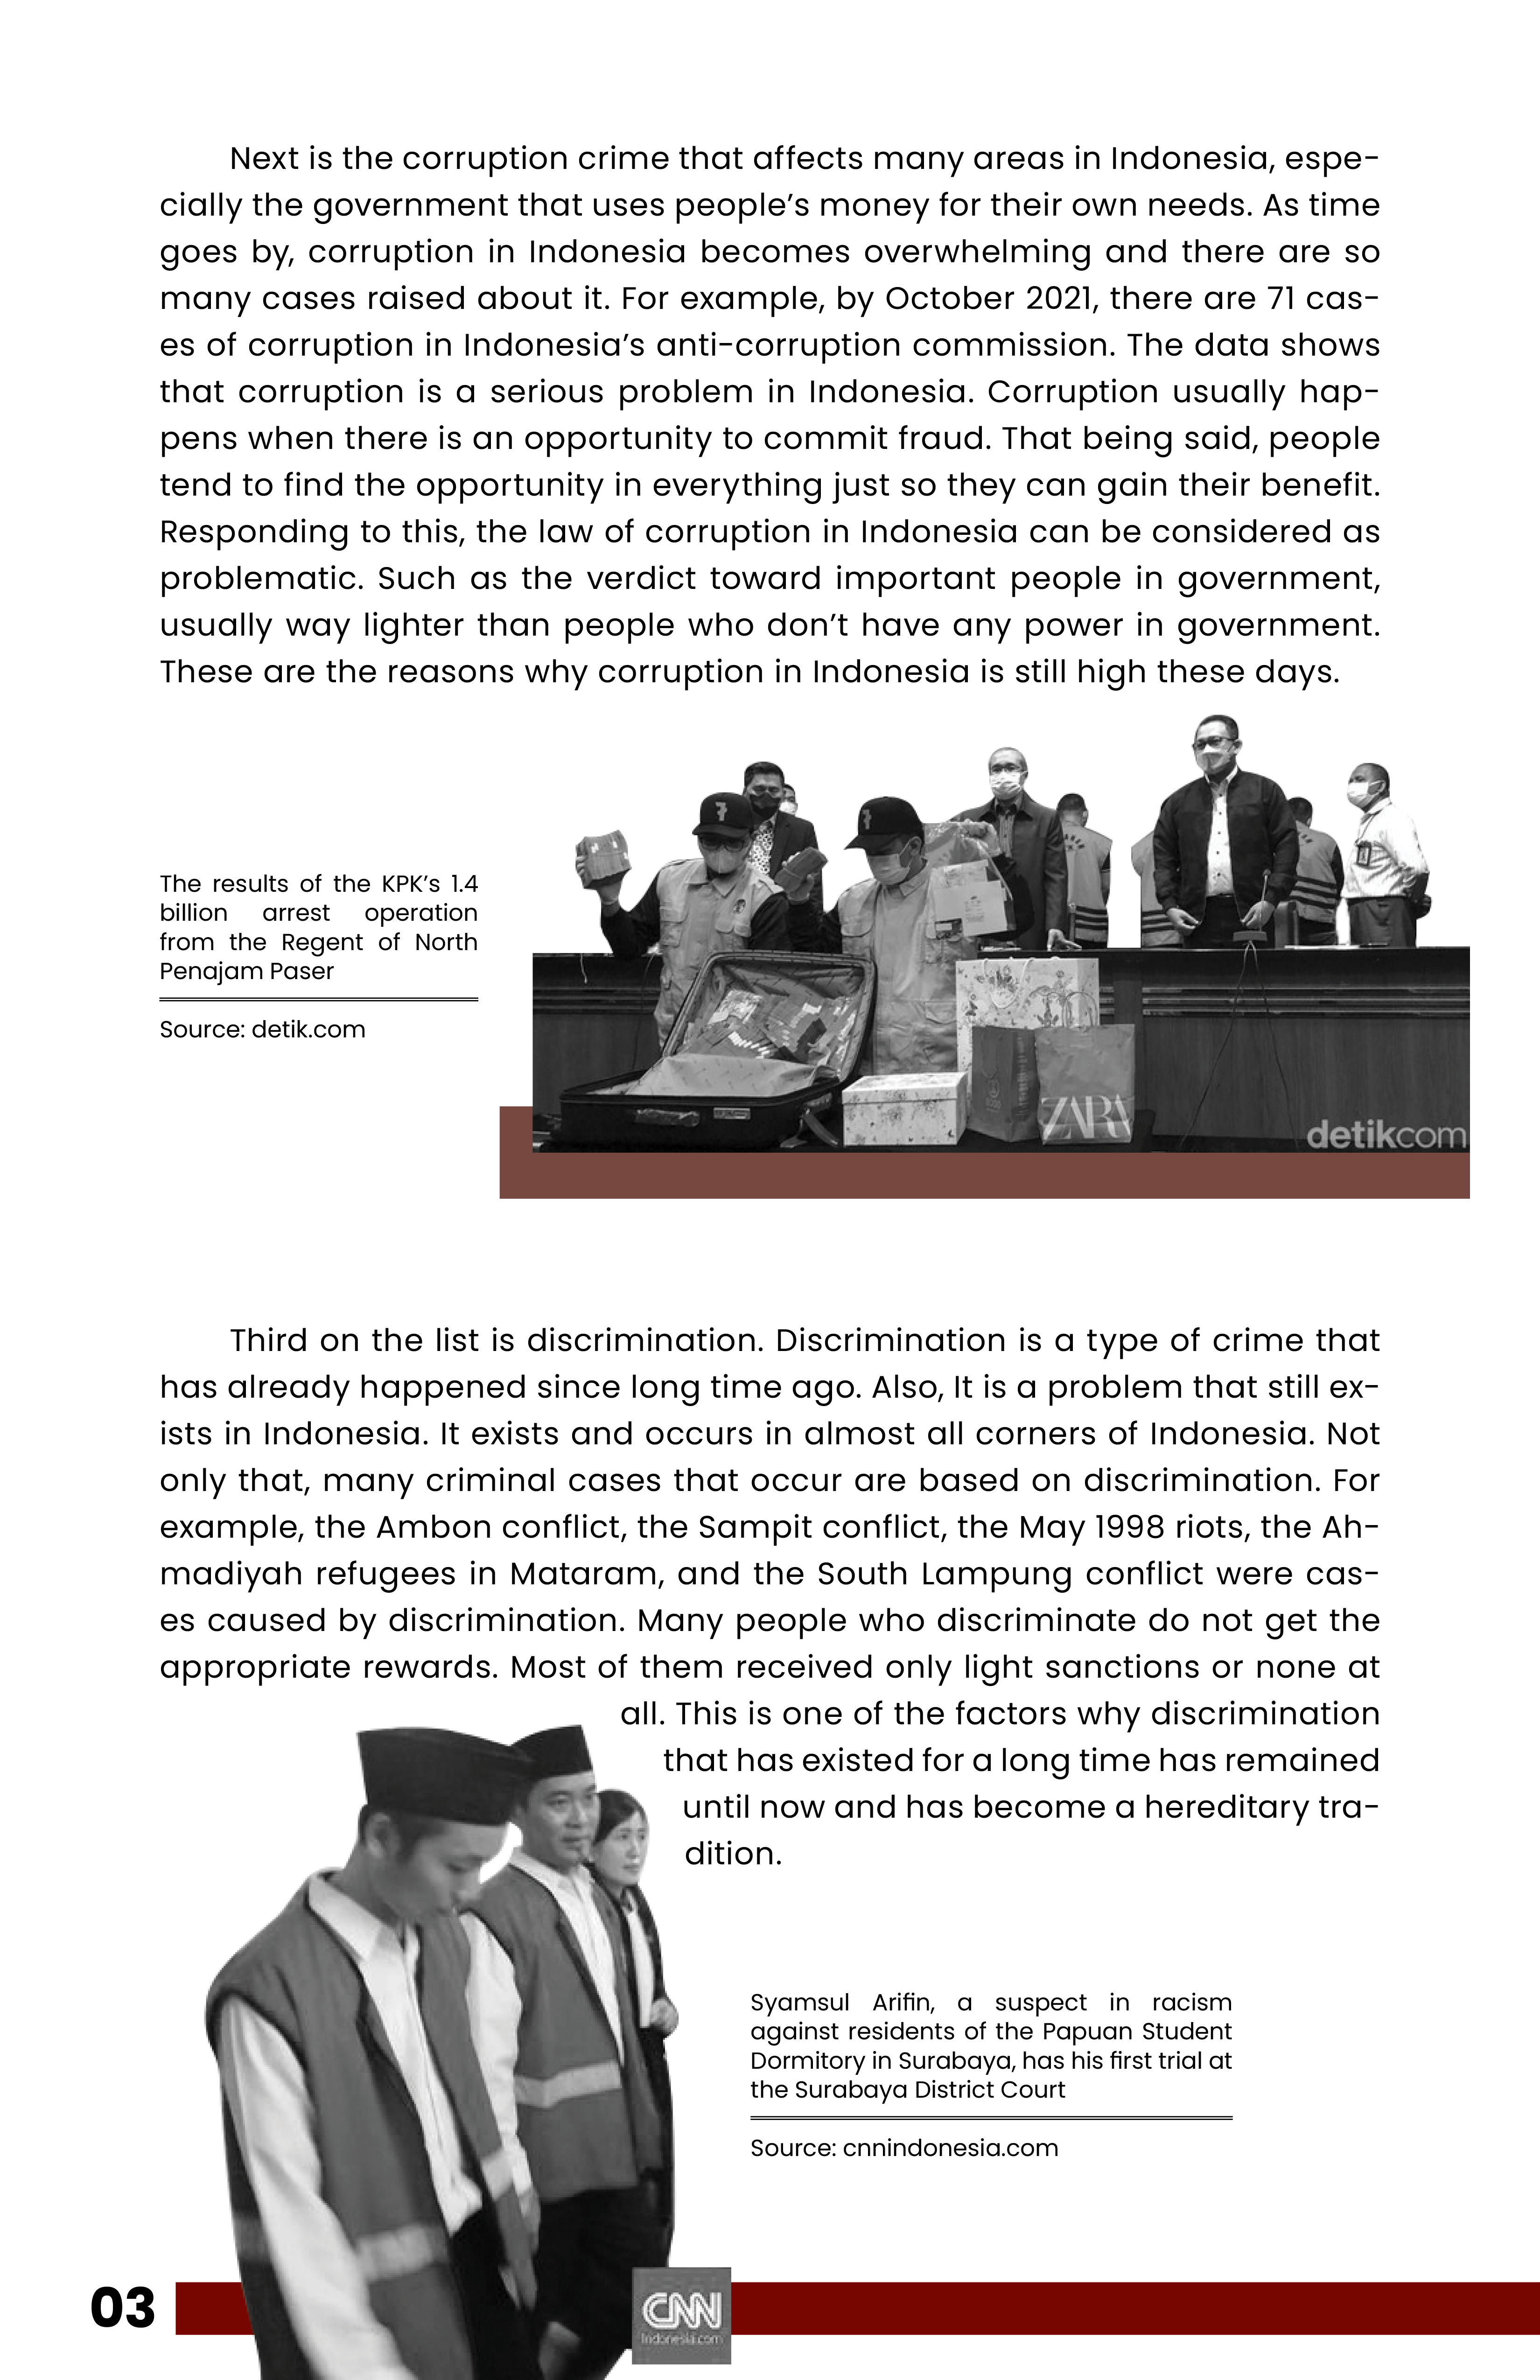 Next is the corruption crime that affects many areas in Indonesia, espe-
cially the government that uses people’s money for their own needs. As time
goes by, corruption in Indonesia becomes overwhelming and there are so
many cases raised about it. For example, by October 2021, there are 71 cas-
es of corruption in Indonesia’s anti-corruption commission. The data shows
that corruption is a serious problem in Indonesia. Corruption usually hap-
pens when there is an opportunity to commit fraud. That being said, people
tend to find the opportunity in everything just so they can gain their benefit.
Responding to this, the law of corruption in Indonesia can be considered as
problematic. Such as the verdict toward important people in government,
usually way lighter than people who don’t have any power in government.
These are the reasons why corruption in Indonesia is still high these days.
The results of the KPK’s 1.4
billion arrest operation
from the Regent of North
Penajam Paser
Source: detik.com
ZARA
detikcom
Third on the list is discrimination. Discrimination is a type of crime that
has already happened since long time ago. Also, It is a problem that still ex-
ists in Indonesia. It exists and occurs in almost all corners of Indonesia. Not
only that, many criminal cases that occur are based on discrimination. For
example, the Ambon conflict, the Sampit conflict, the May 1998 riots, the Ah-
madiyah refugees in Mataram, and the South Lampung conflict were cas-
es caused by discrimination. Many people who discriminate do not get the
appropriate rewards. Most of them received only light sanctions or none at
all. This is one of the factors why discrimination
that has existed for a long time has remained
until now and has become a hereditary tra-
dition.
Syamsul Arifin, a suspect in racism
against residents of the Papuan Student
Dormitory in Surabaya, has his first trial at
the Surabaya District Court
Source: cnnindonesia.com
03
CNN
Indonesia.com